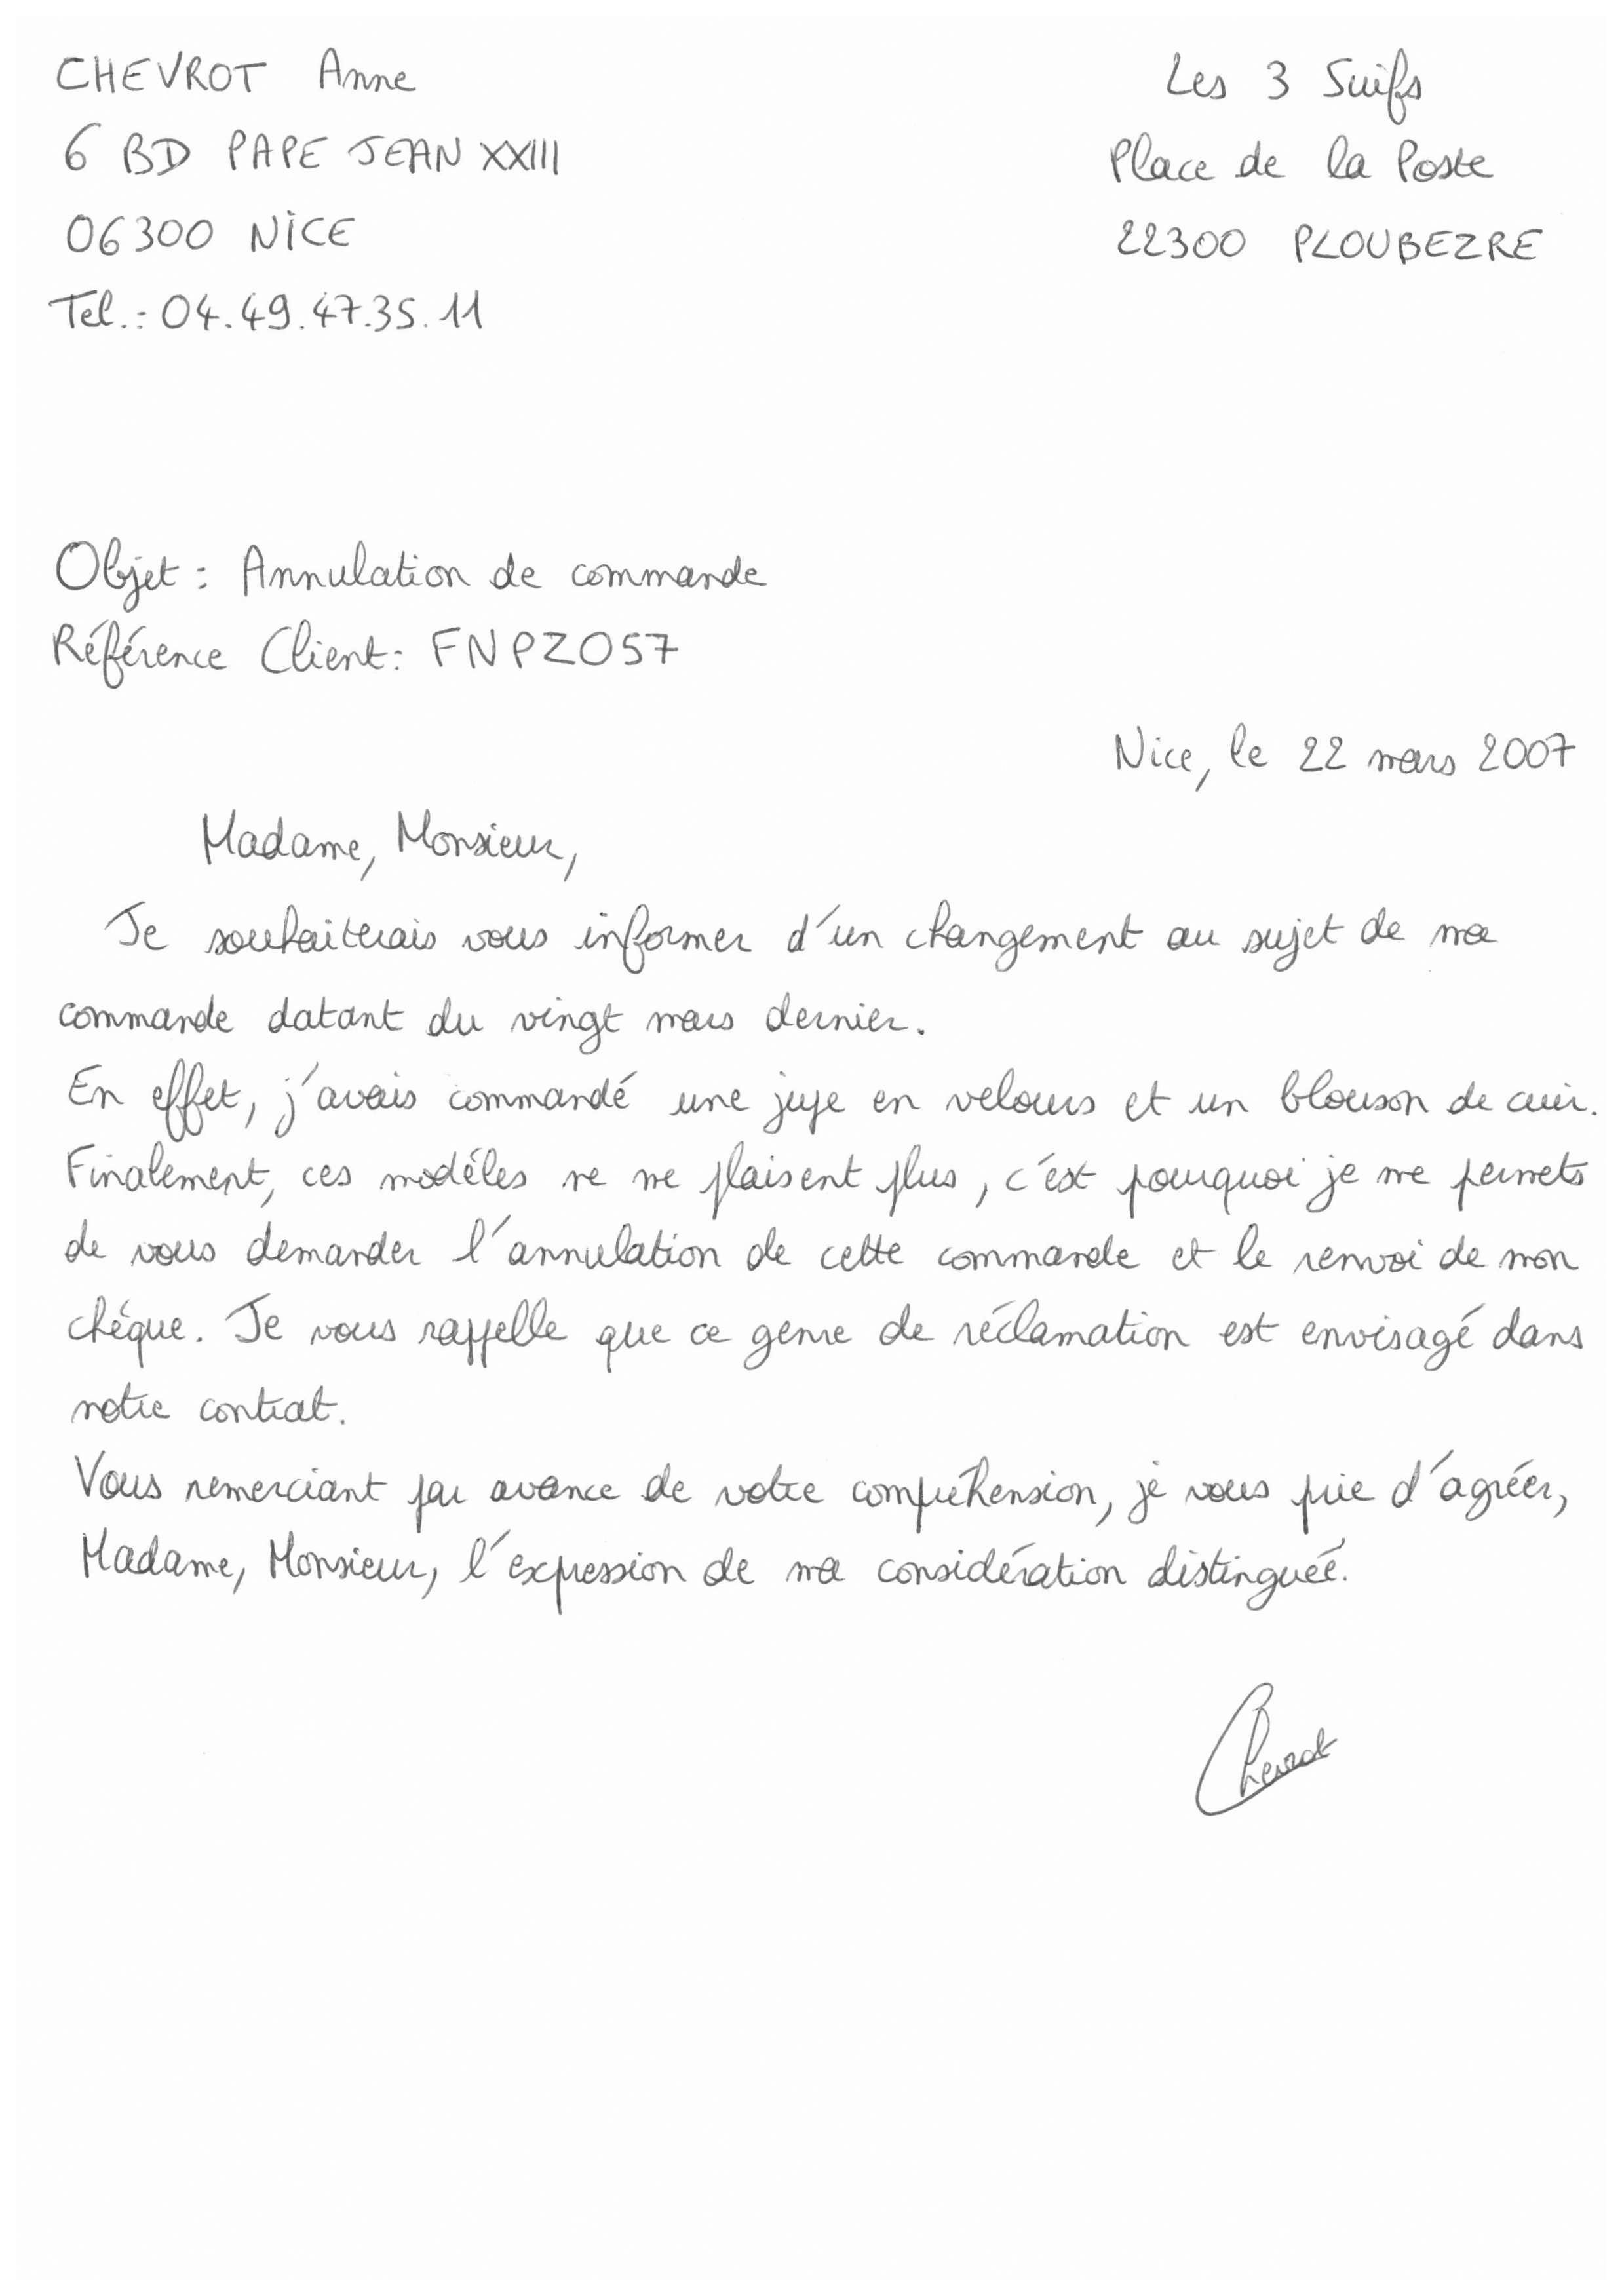 CHEVROT Anne
6 BD PAPE JEAN XXIII
06300 NICE
Tel.: 04.49.47.35.11
Les 3 Suifs
Place de la Poste
22300 PLOUBEZRE
Objet : Annulation de commande
Référence Client : FNPZO57
Nice, le 22 mars 2007
Madame, Monsieur,
Je souhaiterais vous informer d'un changement au sujet de ma
commande datant du vingt mars dernier.
En effet, j'avais commandé une jupe en velours et un blouson de cuir.
Finalement, ces modèles ne me plaisent plus, c'est pourquoi je me permets
de vous demander l'annulation de cette commande et le renvoi de mon
chèque. Je vous rappelle que ce genre de réclamation est envisagé dans
notre contrat.
Vous remerciant par avance de votre compréhension, je vous prie d'agréer,
Madame, Monsieur, l'expression de ma considération distinguée.
Chevrot